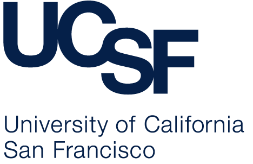 UCSF
University of California
San Francisco